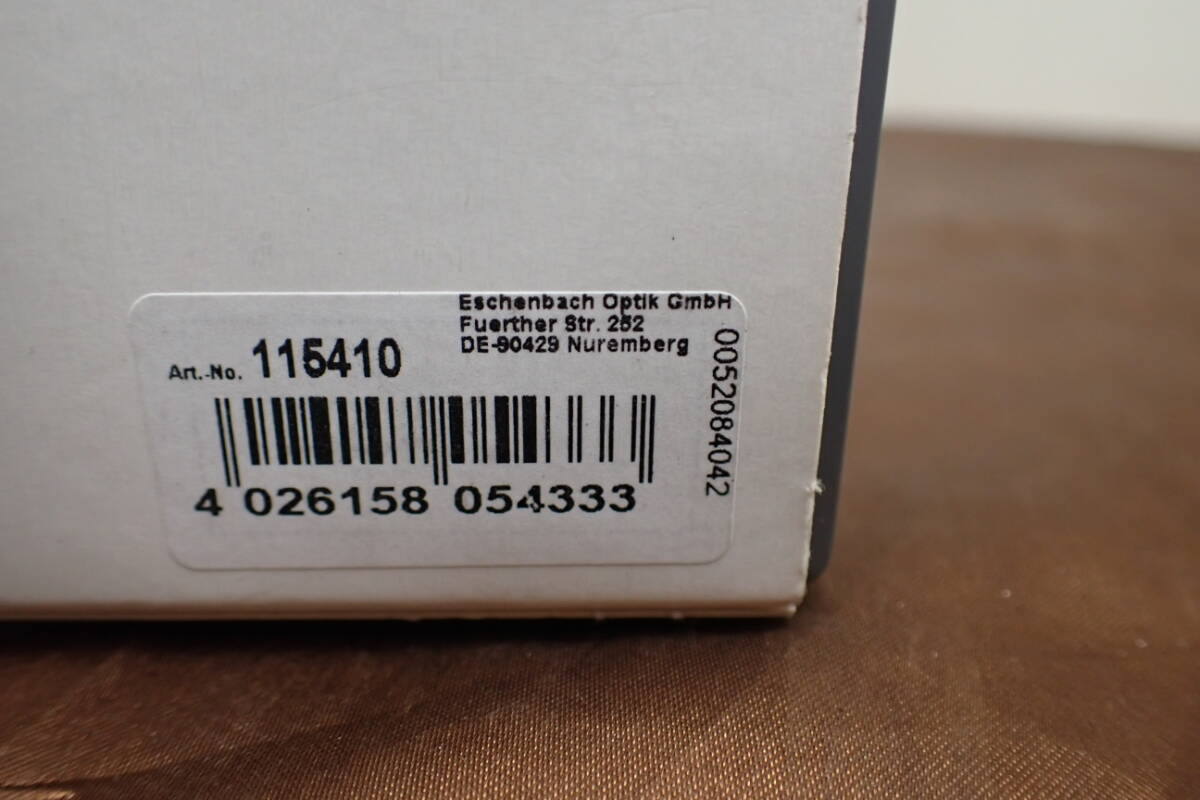 Eschenbach Optik GmbH
Fuerther Str. 252
DE-90429 Nuremberg
Art.-No. 115410
4 026158 054333
0052084042